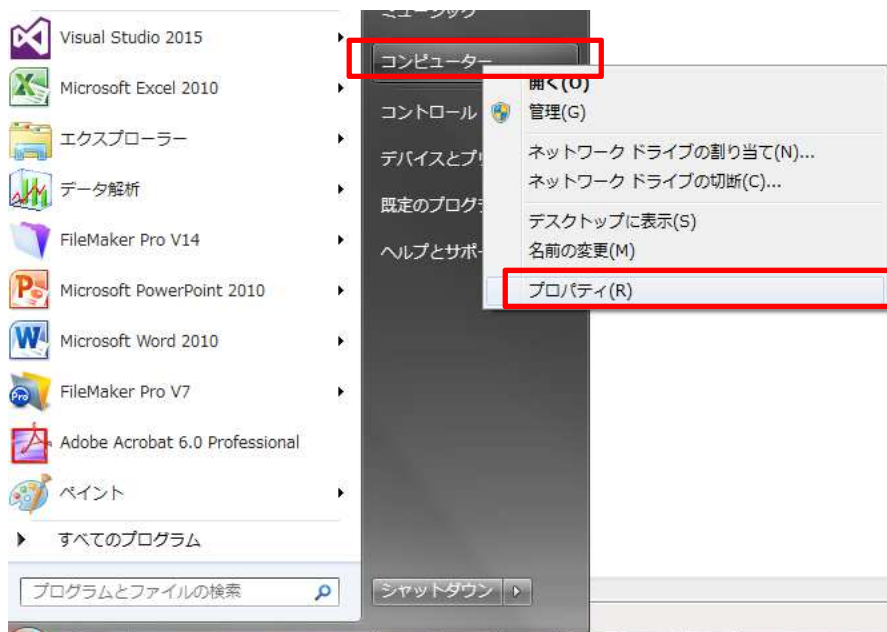 Visual Studio 2015
Microsoft Excel 2010
エクスプローラー
データ解析
FileMaker Pro V14
Microsoft PowerPoint 2010
Microsoft Word 2010
FileMaker Pro V7
Adobe Acrobat 6.0 Professional
ペイント
すべてのプログラム
プログラムとファイルの検索
ミュージック
コンピューター
コントロール
デバイスとプリ
既定のプログラ
ヘルプとサポー
シャットダウン
開く(O)
管理(G)
ネットワーク ドライブの割り当て(N)...
ネットワーク ドライブの切断(C)...
デスクトップに表示(S)
名前の変更(M)
プロパティ(R)